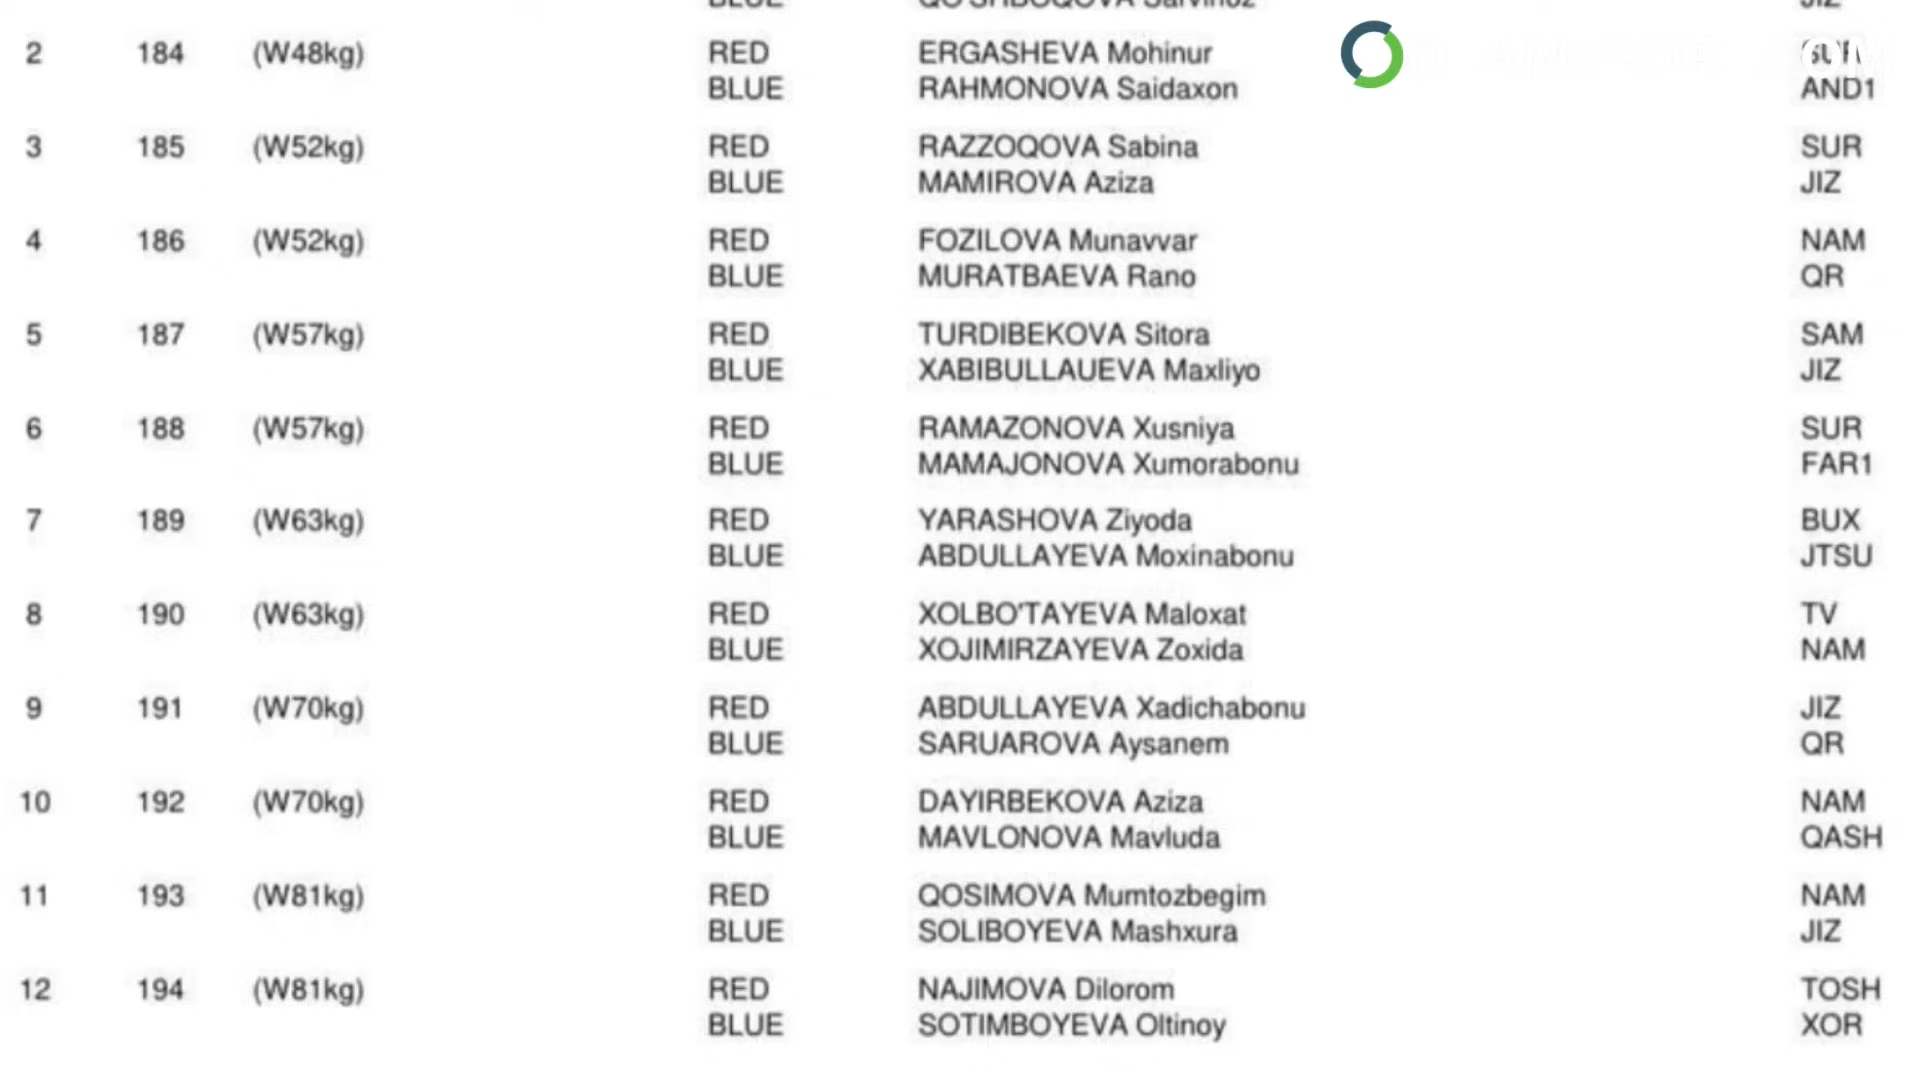 2 184 (W48kg) RED ERGASHEVA Mohinur SUR
BLUE RAHMONOVA Saidaxon AND1
3 185 (W52kg) RED RAZZOQOVA Sabina SUR
BLUE MAMIROVA Aziza JIZ
4 186 (W52kg) RED FOZILOVA Munavvar NAM
BLUE MURATBAEVA Rano QR
5 187 (W57kg) RED TURDIBEKOVA Sitora SAM
BLUE XABIBULLAUEVA Maxliyo JIZ
6 188 (W57kg) RED RAMAZONOVA Xusniya SUR
BLUE MAMAJONOVA Xumorabonu FAR1
7 189 (W63kg) RED YARASHOVA Ziyoda BUX
BLUE ABDULLAYEVA Moxinabonu JTSU
8 190 (W63kg) RED XOLBO'TAYEVA Maloxat TV
BLUE XOJIMIRZAYEVA Zoxida NAM
9 191 (W70kg) RED ABDULLAYEVA Xadichabonu JIZ
BLUE SARUAROVA Aysanem QR
10 192 (W70kg) RED DAYIRBEKOVA Aziza NAM
BLUE MAVLONOVA Mavluda QASH
11 193 (W81kg) RED QOSIMOVA Mumtozbegim NAM
BLUE SOLIBOYEVA Mashxura JIZ
12 194 (W81kg) RED NAJIMOVA Dilorom TOSH
BLUE SOTIMBOYEVA Oltinoy XOR